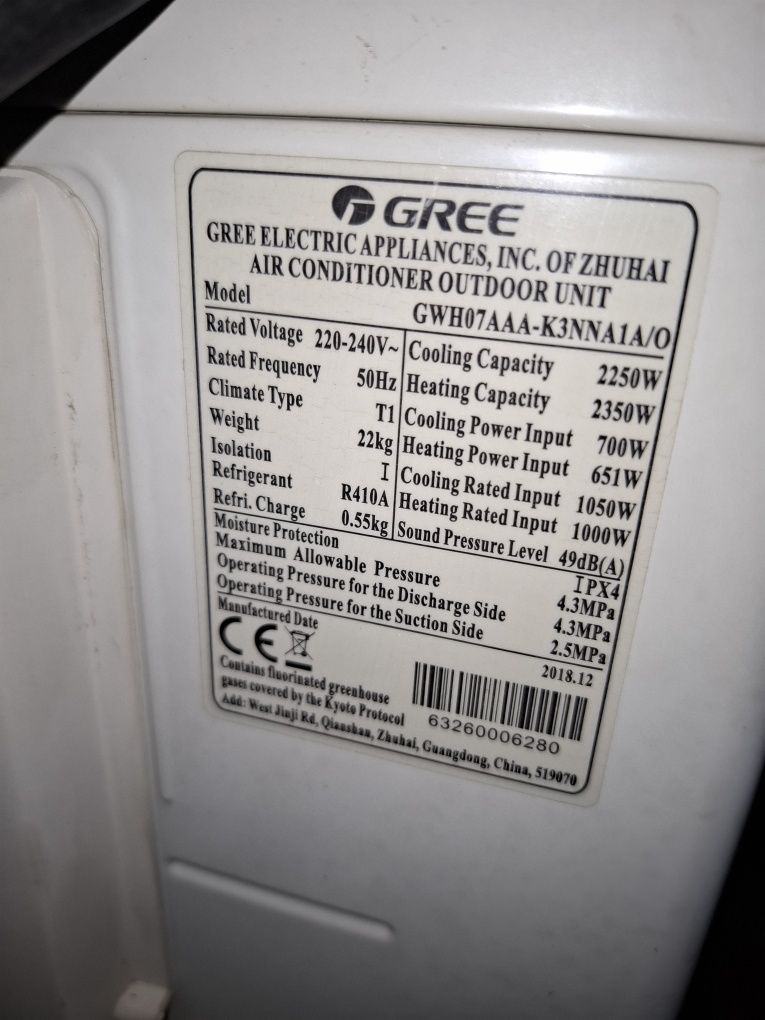 GREE
GREE ELECTRIC APPLIANCES, INC. OF ZHUHAI
AIR CONDITIONER OUTDOOR UNIT
Model GWH07AAA-K3NNA1A/O
Rated Voltage 220-240V~
Rated Frequency 50Hz
Climate Type T1
Weight 22kg
Isolation I
Refrigerant R410A
Refri. Charge 0.55kg
Cooling Capacity 2250W
Heating Capacity 2350W
Cooling Power Input 700W
Heating Power Input 651W
Cooling Rated Input 1050W
Heating Rated Input 1000W
Sound Pressure Level 49dB(A)
Moisture Protection IPX4
Maximum Allowable Pressure 4.3MPa
Operating Pressure for the Discharge Side 4.3MPa
Operating Pressure for the Suction Side 2.5MPa
Manufactured Date 2018.12
CE
Contains fluorinated greenhouse
gases covered by the Kyoto Protocol
63260006280
Add: West Jinji Rd, Qianshan, Zhuhai, Guangdong, China, 519070